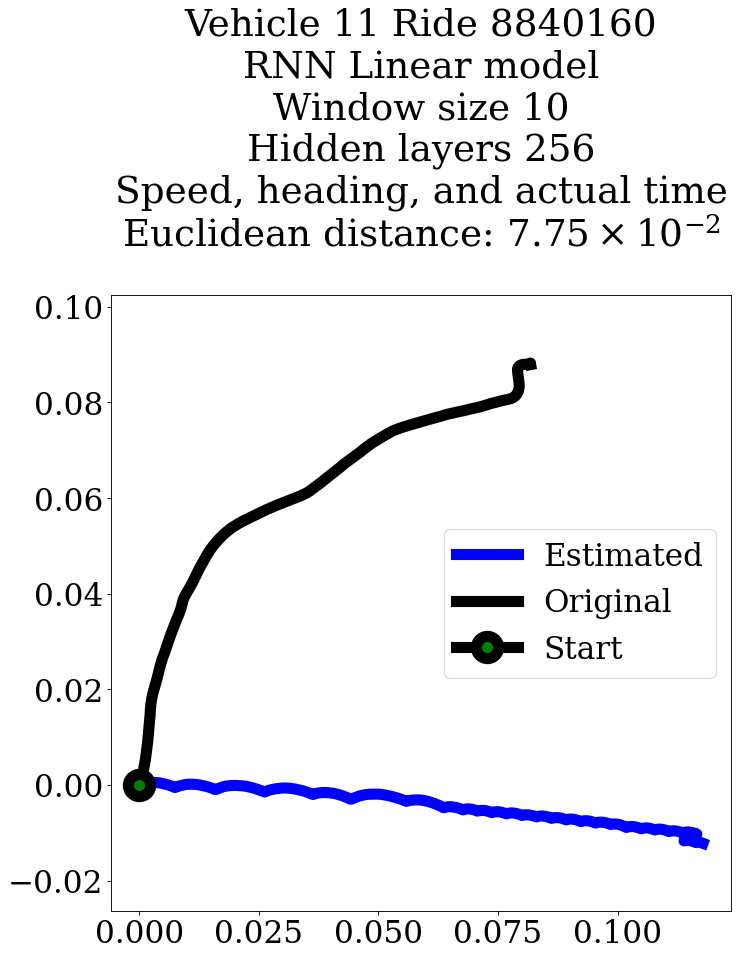 Vehicle 11 Ride 8840160
RNN Linear model
Window size 10
Hidden layers 256
Speed, heading, and actual time
Euclidean distance: 7.75 × 10⁻²
0.10
0.08
0.06
0.04
0.02
0.00
−0.02
Estimated
Original
Start
0.000 0.025 0.050 0.075 0.100